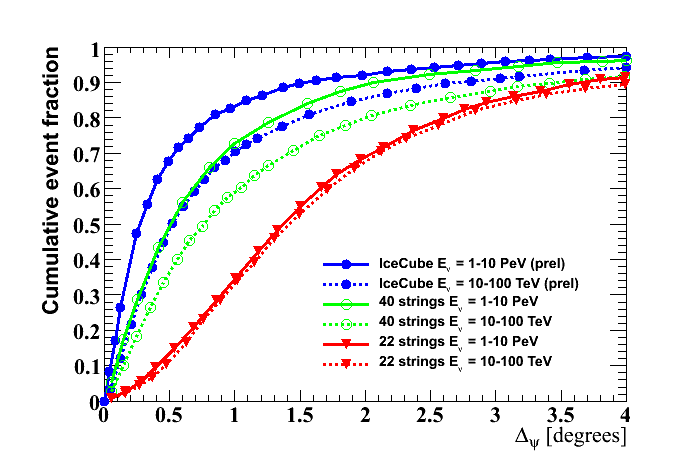 Cumulative event fraction
1
0.9
0.8
0.7
0.6
0.5
0.4
0.3
0.2
0.1
0
IceCube Eν = 1-10 PeV (prel)
IceCube Eν = 10-100 TeV (prel)
40 strings Eν = 1-10 PeV
40 strings Eν = 10-100 TeV
22 strings Eν = 1-10 PeV
22 strings Eν = 10-100 TeV
0 0.5 1 1.5 2 2.5 3 3.5 4
Δψ [degrees]